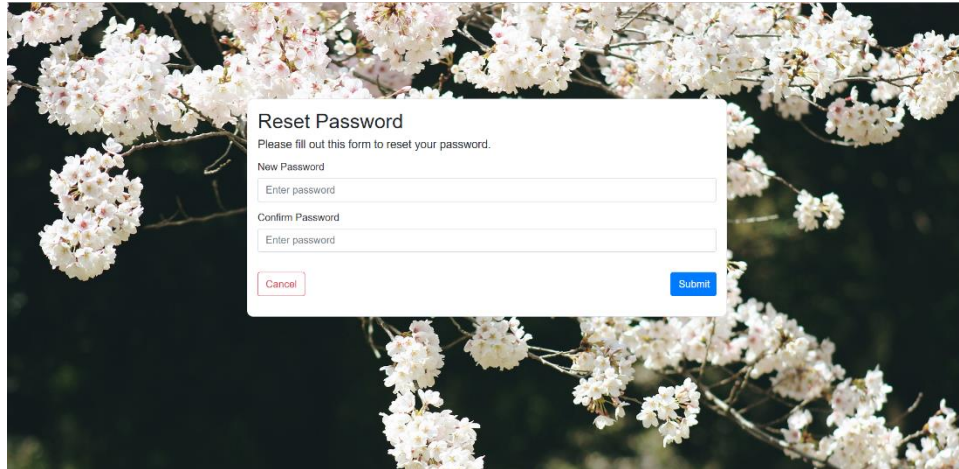 Reset Password
Please fill out this form to reset your password.
New Password
Enter password
Confirm Password
Enter password
Cancel
Submit